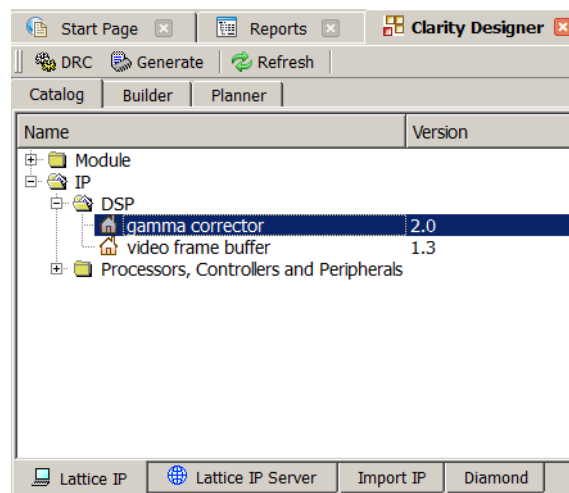 Start Page Reports Clarity Designer
DRC Generate Refresh
Catalog Builder Planner
Name Version
Module
IP
DSP
gamma corrector 2.0
video frame buffer 1.3
Processors, Controllers and Peripherals
Lattice IP Lattice IP Server Import IP Diamond